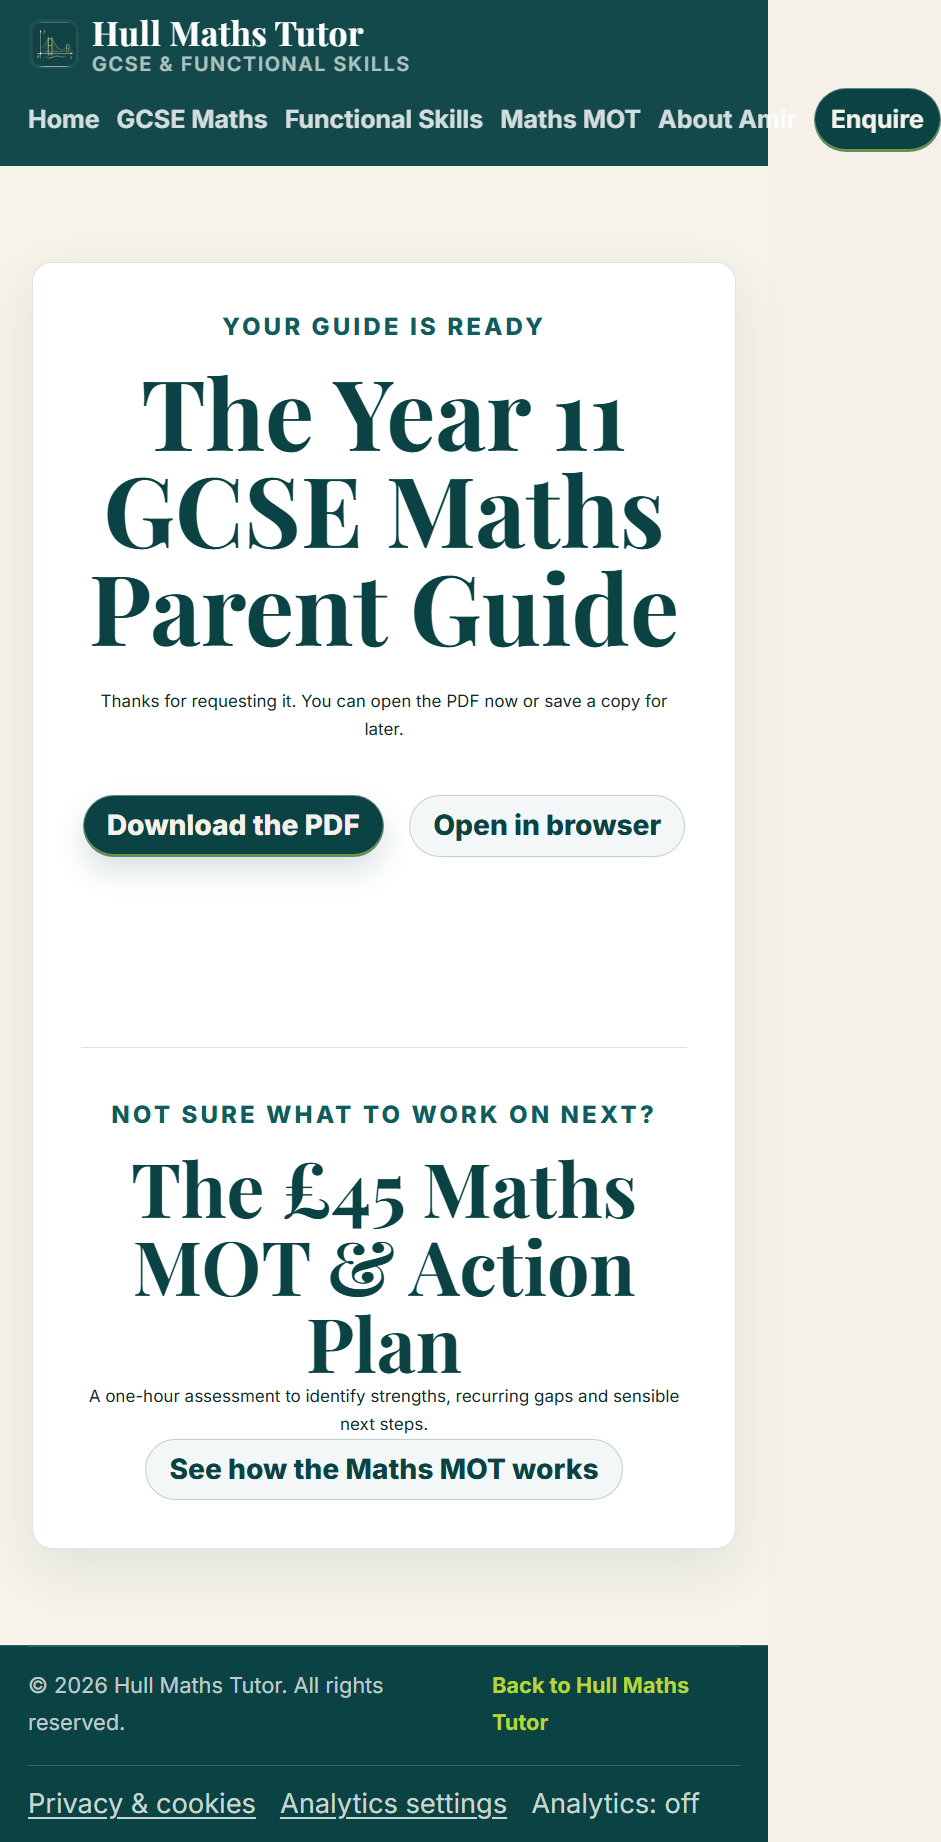 Hull Maths Tutor
GCSE & FUNCTIONAL SKILLS
Home GCSE Maths Functional Skills Maths MOT About Amir Enquire
YOUR GUIDE IS READY
The Year 11
GCSE Maths
Parent Guide
Thanks for requesting it. You can open the PDF now or save a copy for
later.
Download the PDF Open in browser
NOT SURE WHAT TO WORK ON NEXT?
The £45 Maths
MOT & Action
Plan
A one-hour assessment to identify strengths, recurring gaps and sensible
next steps.
See how the Maths MOT works
© 2026 Hull Maths Tutor. All rights
reserved.
Back to Hull Maths
Tutor
Privacy & cookies Analytics settings Analytics: off